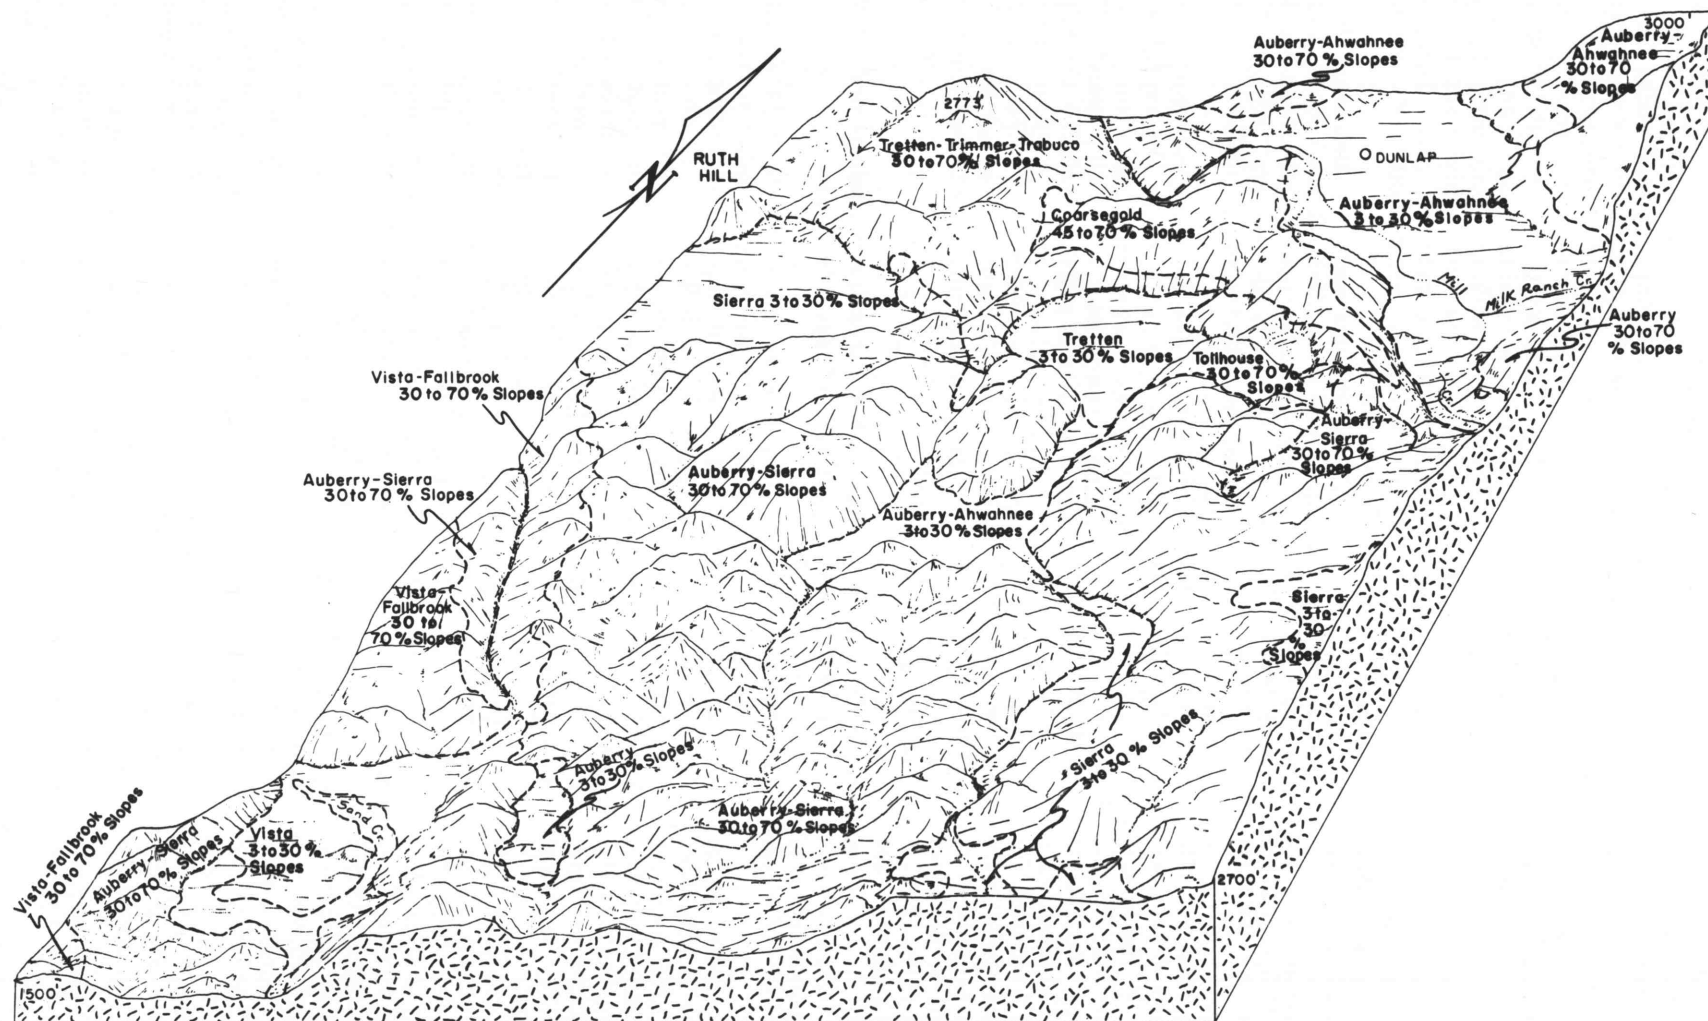 3000
Auberry-
Ahwahnee
30 to 70
% Slopes
Auberry-Ahwahnee
30 to 70 % Slopes
2773
Tretten-Trimmer-Trabuco
30 to 70% Slopes
RUTH
HILL
N
DUNLAP
Coarsegold
45 to 70 % Slopes
Auberry-Ahwahnee
3 to 30 % Slopes
Mill
Milk Ranch Cr.
Sierra 3 to 30 % Slopes
Auberry
30 to 70
% Slopes
Tretten
3 to 30 % Slopes
Tollhouse
30 to 70%
Slopes
Cr.
Vista-Fallbrook
30 to 70 % Slopes
Auberry-
Sierra
30 to 70%
Slopes
Auberry-Sierra
30 to 70 % Slopes
Auberry-Sierra
30 to 70 % Slopes
Auberry-Ahwahnee
3 to 30 % Slopes
Vista-
Fallbrook
30 to
70 % Slopes
Sierra
3 to
30
%
Slopes
Auberry
3 to 30 % Slopes
Sierra
3 to 30 % Slopes
Auberry-Sierra
30 to 70 % Slopes
Sand Cr.
Vista
3 to 30 %
Slopes
Vista-Fallbrook
30 to 70 % Slopes
Auberry-Sierra
30 to 70 % Slopes
2700
1500